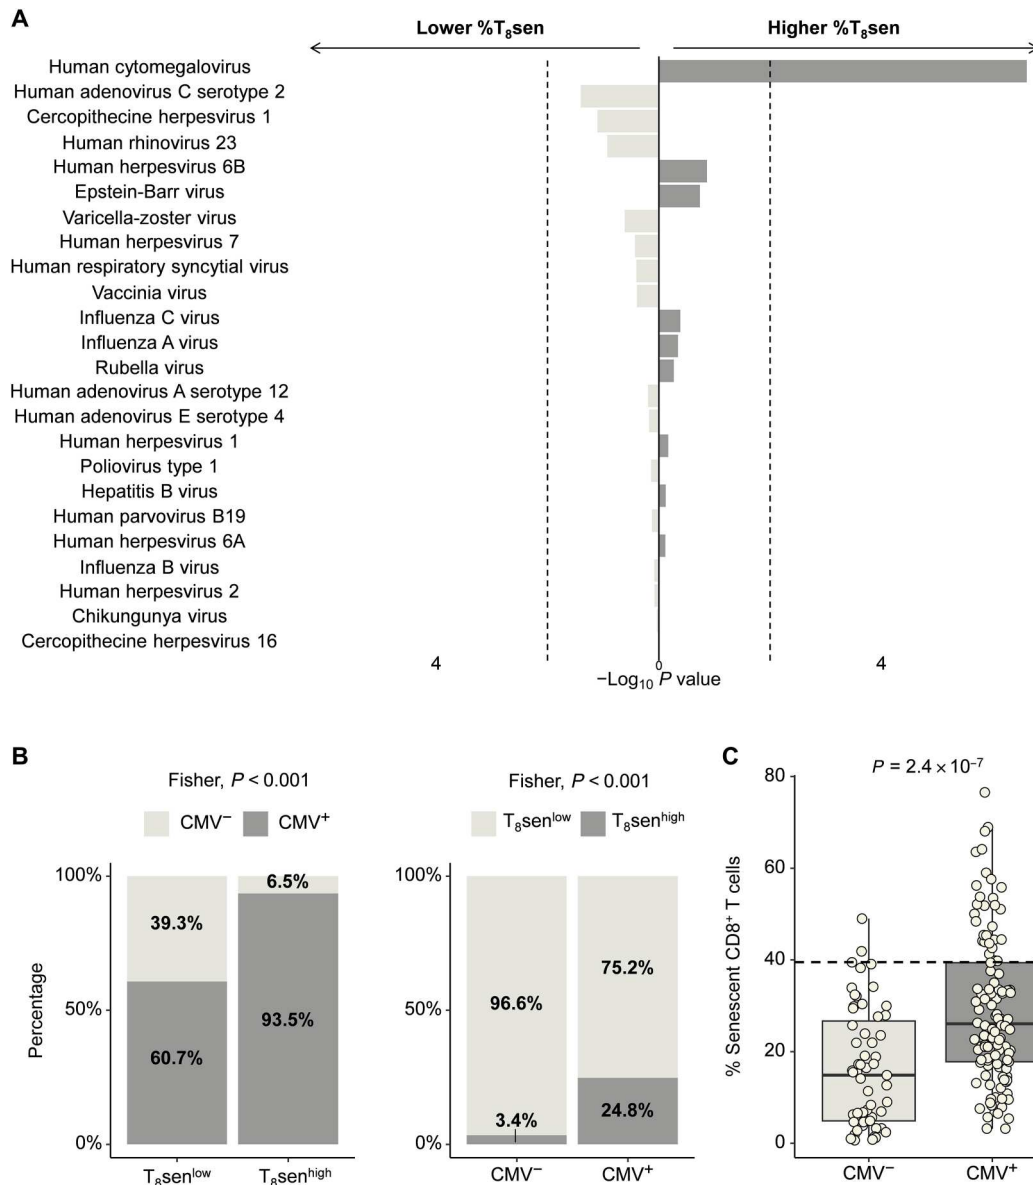 A
Lower %T₈sen Higher %T₈sen
Human cytomegalovirus
Human adenovirus C serotype 2
Cercopithecine herpesvirus 1
Human rhinovirus 23
Human herpesvirus 6B
Epstein-Barr virus
Varicella-zoster virus
Human herpesvirus 7
Human respiratory syncytial virus
Vaccinia virus
Influenza C virus
Influenza A virus
Rubella virus
Human adenovirus A serotype 12
Human adenovirus E serotype 4
Human herpesvirus 1
Poliovirus type 1
Hepatitis B virus
Human parvovirus B19
Human herpesvirus 6A
Influenza B virus
Human herpesvirus 2
Chikungunya virus
Cercopithecine herpesvirus 16
4 0 4
−Log₁₀ P value
B
Fisher, P < 0.001
CMV⁻ CMV⁺
Percentage
100%
50%
0%
39.3%
60.7%
6.5%
93.5%
T₈senˡᵒʷ T₈senʰⁱᵍʰ
Fisher, P < 0.001
T₈senˡᵒʷ T₈senʰⁱᵍʰ
100%
50%
0%
96.6%
3.4%
75.2%
24.8%
CMV⁻ CMV⁺
C
P = 2.4 × 10⁻⁷
% Senescent CD8⁺ T cells
80
60
40
20
0
CMV⁻ CMV⁺